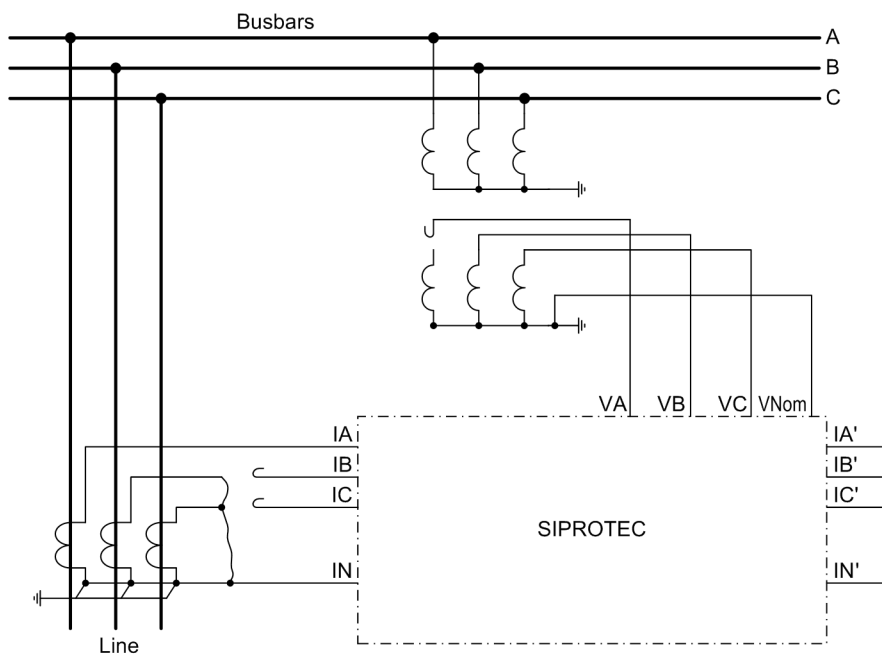 Busbars
A
B
C
VA
VB
VC
VNom
IA
IB
IC
IN
SIPROTEC
IA'
IB'
IC'
IN'
Line